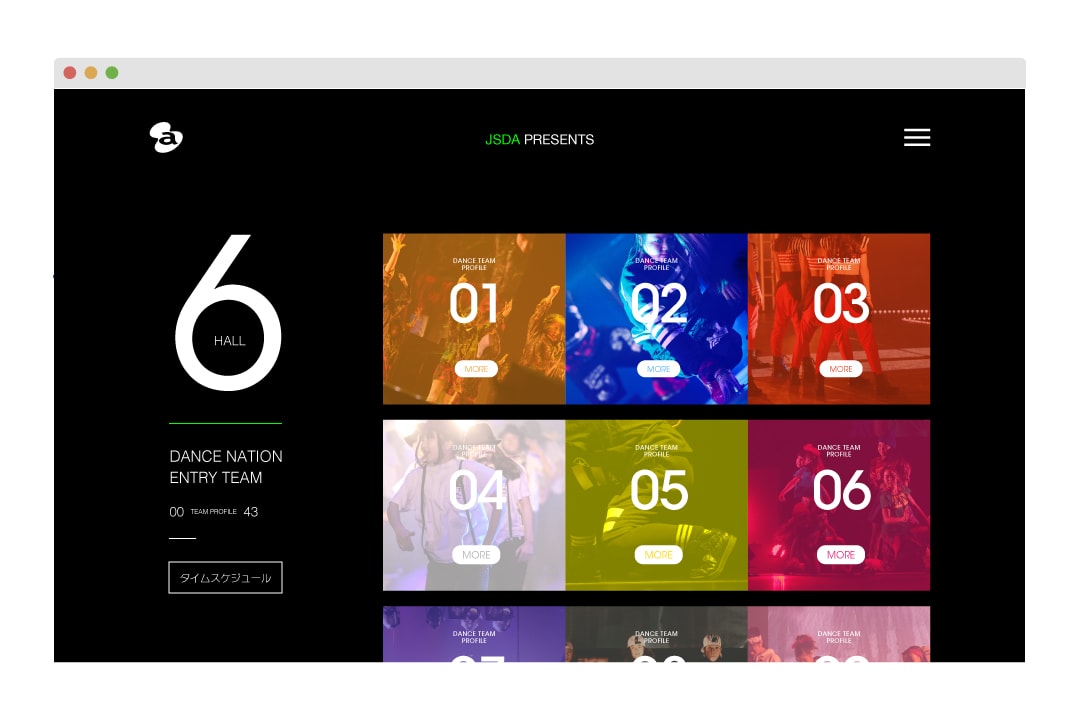 a
JSDA PRESENTS
6
HALL
DANCE NATION
ENTRY TEAM
00 TEAM PROFILE 43
タイムスケジュール
DANCE TEAM
PROFILE
01
MORE
DANCE TEAM
PROFILE
02
MORE
DANCE TEAM
PROFILE
03
MORE
DANCE TEAM
PROFILE
04
MORE
DANCE TEAM
PROFILE
05
MORE
DANCE TEAM
PROFILE
06
MORE
DANCE TEAM
PROFILE
DANCE TEAM
PROFILE
DANCE TEAM
PROFILE